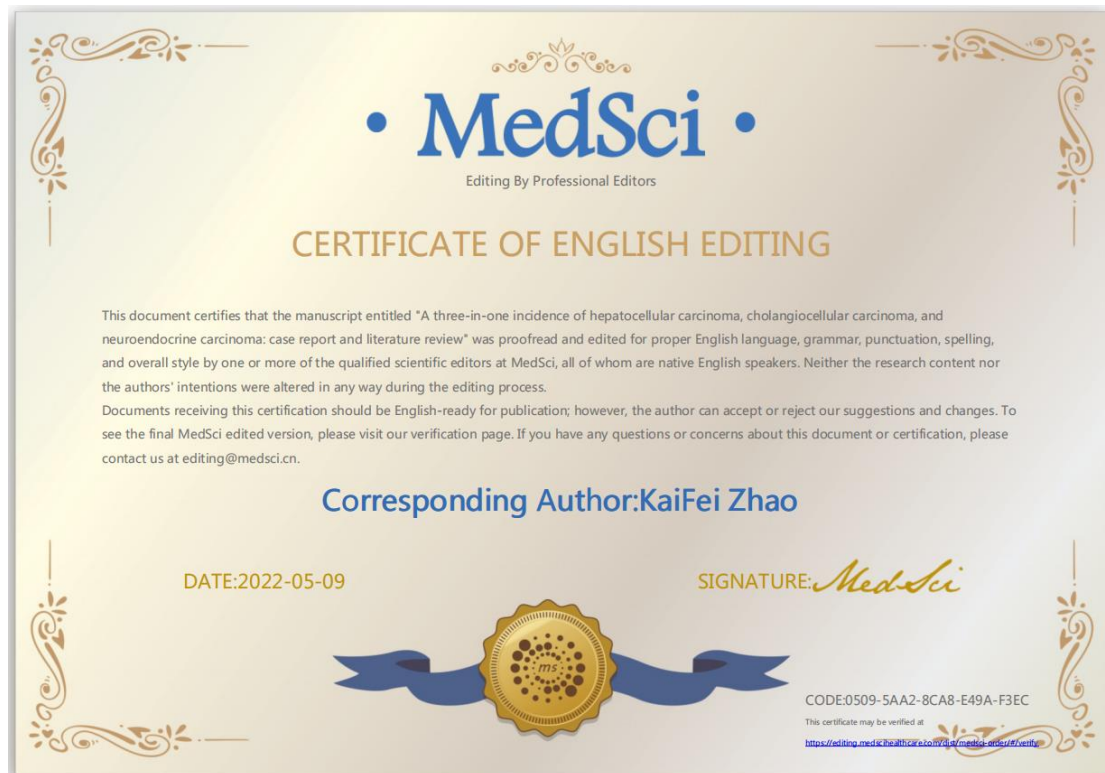 • MedSci •
Editing By Professional Editors
CERTIFICATE OF ENGLISH EDITING
This document certifies that the manuscript entitled "A three-in-one incidence of hepatocellular carcinoma, cholangiocellular carcinoma, and
neuroendocrine carcinoma: case report and literature review" was proofread and edited for proper English language, grammar, punctuation, spelling,
and overall style by one or more of the qualified scientific editors at MedSci, all of whom are native English speakers. Neither the research content nor
the authors' intentions were altered in any way during the editing process.
Documents receiving this certification should be English-ready for publication; however, the author can accept or reject our suggestions and changes. To
see the final MedSci edited version, please visit our verification page. If you have any questions or concerns about this document or certification, please
contact us at editing@medsci.cn.
Corresponding Author:KaiFei Zhao
DATE:2022-05-09
SIGNATURE:MedSci
ms
CODE:0509-5AA2-8CA8-E49A-F3EC
This certificate may be verified at
https://editing.medscihealthcare.com/dist/medsci-order/#/verify